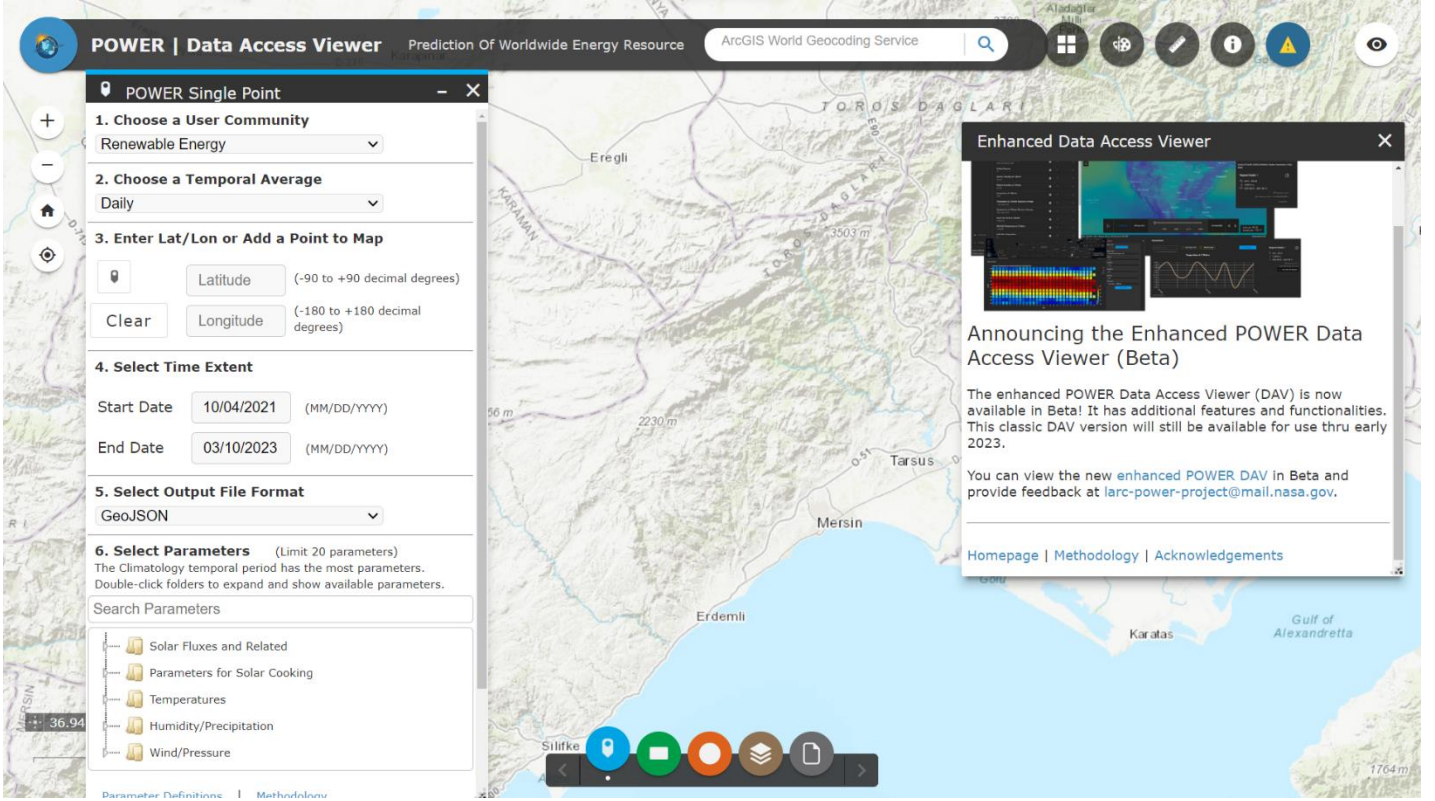 POWER | Data Access Viewer
Prediction Of Worldwide Energy Resource
ArcGIS World Geocoding Service
POWER Single Point
1. Choose a User Community
Renewable Energy
2. Choose a Temporal Average
Daily
3. Enter Lat/Lon or Add a Point to Map
Latitude (-90 to +90 decimal degrees)
Clear
Longitude (-180 to +180 decimal
degrees)
4. Select Time Extent
Start Date 10/04/2021 (MM/DD/YYYY)
End Date 03/10/2023 (MM/DD/YYYY)
5. Select Output File Format
GeoJSON
6. Select Parameters (Limit 20 parameters)
The Climatology temporal period has the most parameters.
Double-click folders to expand and show available parameters.
Search Parameters
Solar Fluxes and Related
Parameters for Solar Cooking
Temperatures
Humidity/Precipitation
Wind/Pressure
Parameter Definitions | Methodology
36.94
Enhanced Data Access Viewer
Announcing the Enhanced POWER Data
Access Viewer (Beta)
The enhanced POWER Data Access Viewer (DAV) is now
available in Beta! It has additional features and functionalities.
This classic DAV version will still be available for use thru early
2023.
You can view the new enhanced POWER DAV in Beta and
provide feedback at larc-power-project@mail.nasa.gov.
Homepage | Methodology | Acknowledgements
TOROS DAGLARI
E90
Eregli
KARAMAN
TOROS DAGLARI
3503 m
2230 m
O-51
Tarsus
Mersin
Erdemli
Karatas
Gulf of
Alexandretta
Silifke
1764 m